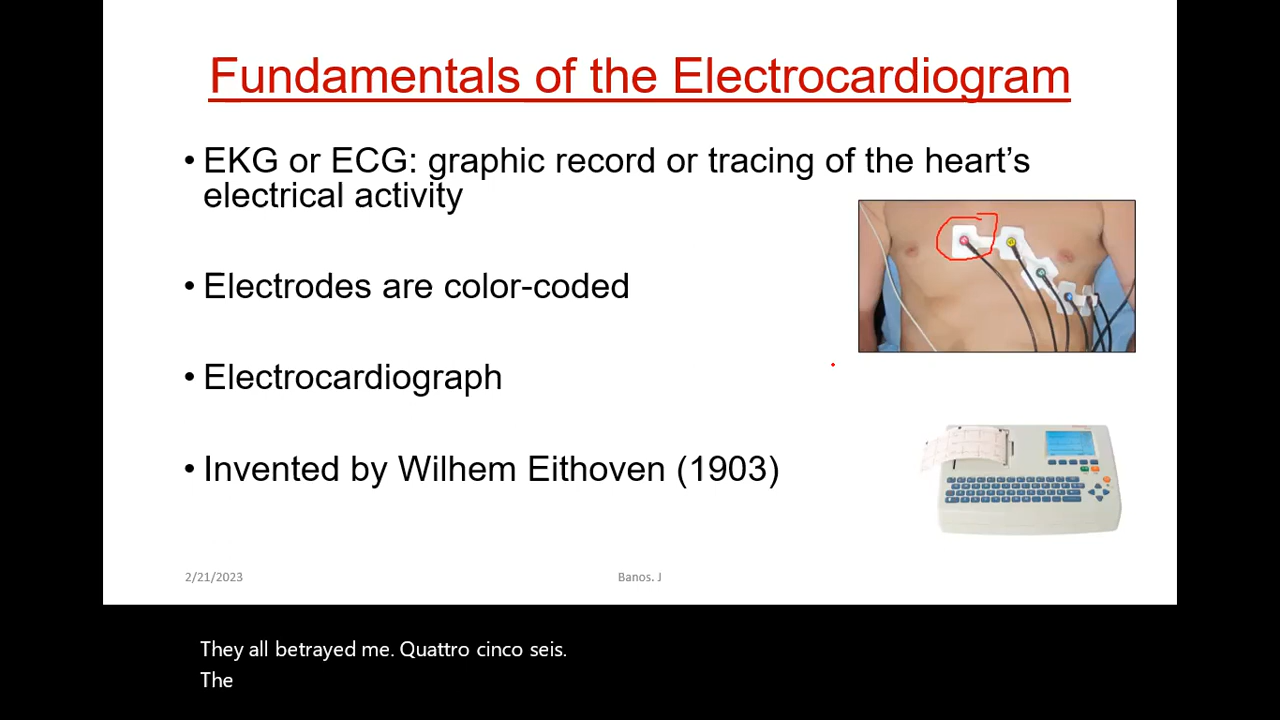 Fundamentals of the Electrocardiogram
• EKG or ECG: graphic record or tracing of the heart’s
electrical activity
• Electrodes are color-coded
• Electrocardiograph
• Invented by Wilhem Eithoven (1903)
2/21/2023
Banos. J
They all betrayed me. Quattro cinco seis.
The